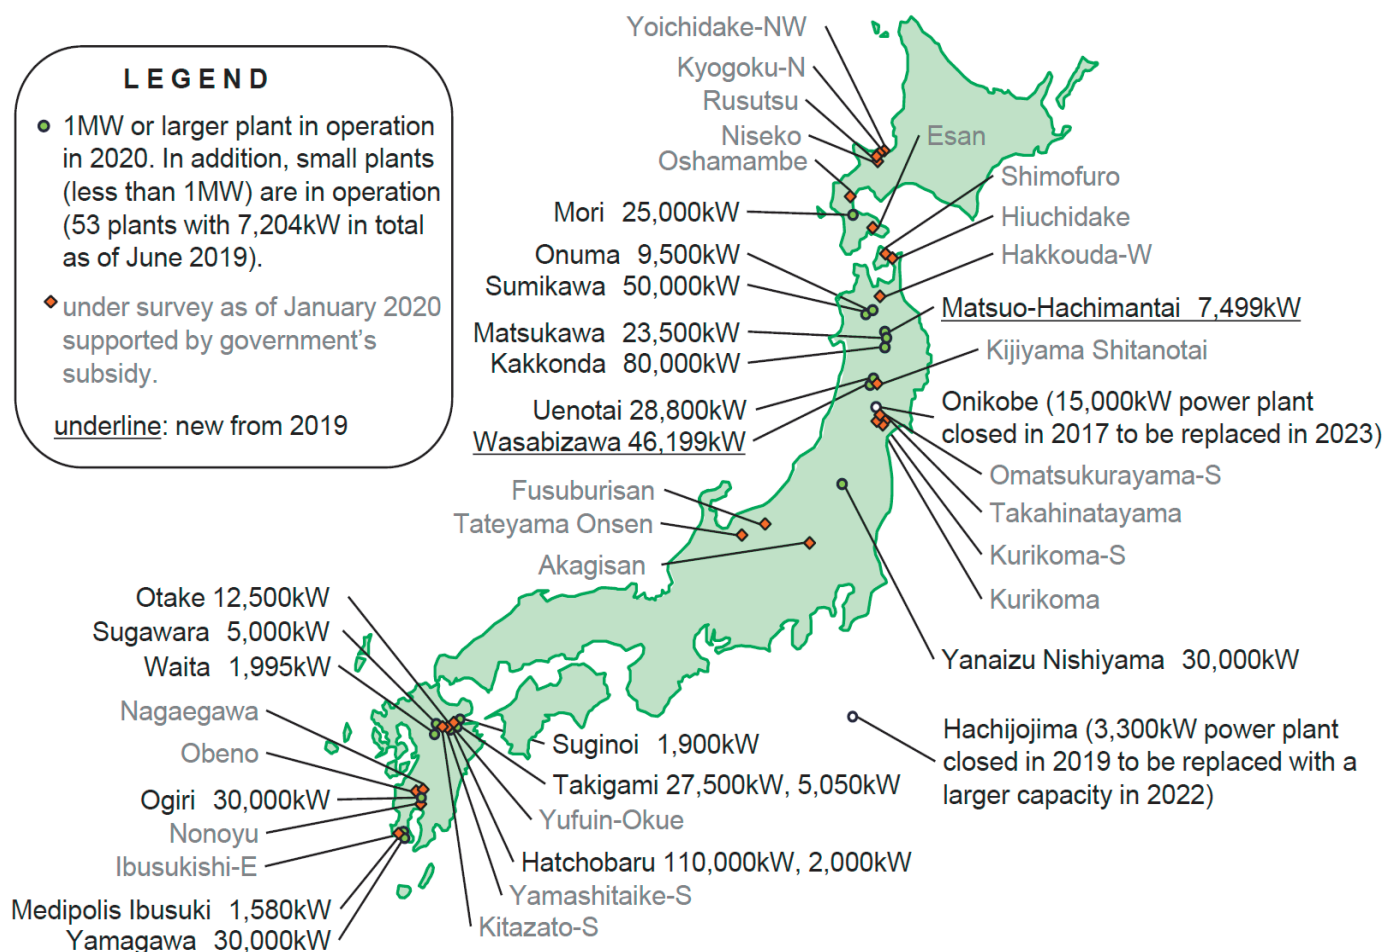 LEGEND
1MW or larger plant in operation
in 2020. In addition, small plants
(less than 1MW) are in operation
(53 plants with 7,204kW in total
as of June 2019).
under survey as of January 2020
supported by government's
subsidy.
underline: new from 2019
Yoichidake-NW
Kyogoku-N
Rusutsu
Niseko
Oshamambe
Esan
Shimofuro
Mori 25,000kW
Hiuchidake
Onuma 9,500kW
Hakkouda-W
Sumikawa 50,000kW
Matsuo-Hachimantai 7,499kW
Matsukawa 23,500kW
Kakkonda 80,000kW
Kijiyama Shitanotai
Uenotai 28,800kW
Onikobe (15,000kW power plant
closed in 2017 to be replaced in 2023)
Wasabizawa 46,199kW
Omatsukurayama-S
Takahinatayama
Kurikoma-S
Kurikoma
Fusuburisan
Tateyama Onsen
Akagisan
Yanaizu Nishiyama 30,000kW
Otake 12,500kW
Sugawara 5,000kW
Waita 1,995kW
Nagaegawa
Obeno
Ogiri 30,000kW
Nonoyu
Ibusukishi-E
Medipolis Ibusuki 1,580kW
Yamagawa 30,000kW
Hachijojima (3,300kW power plant
closed in 2019 to be replaced with a
larger capacity in 2022)
Suginoi 1,900kW
Takigami 27,500kW, 5,050kW
Yufuin-Okue
Hatchobaru 110,000kW, 2,000kW
Yamashitaike-S
Kitazato-S